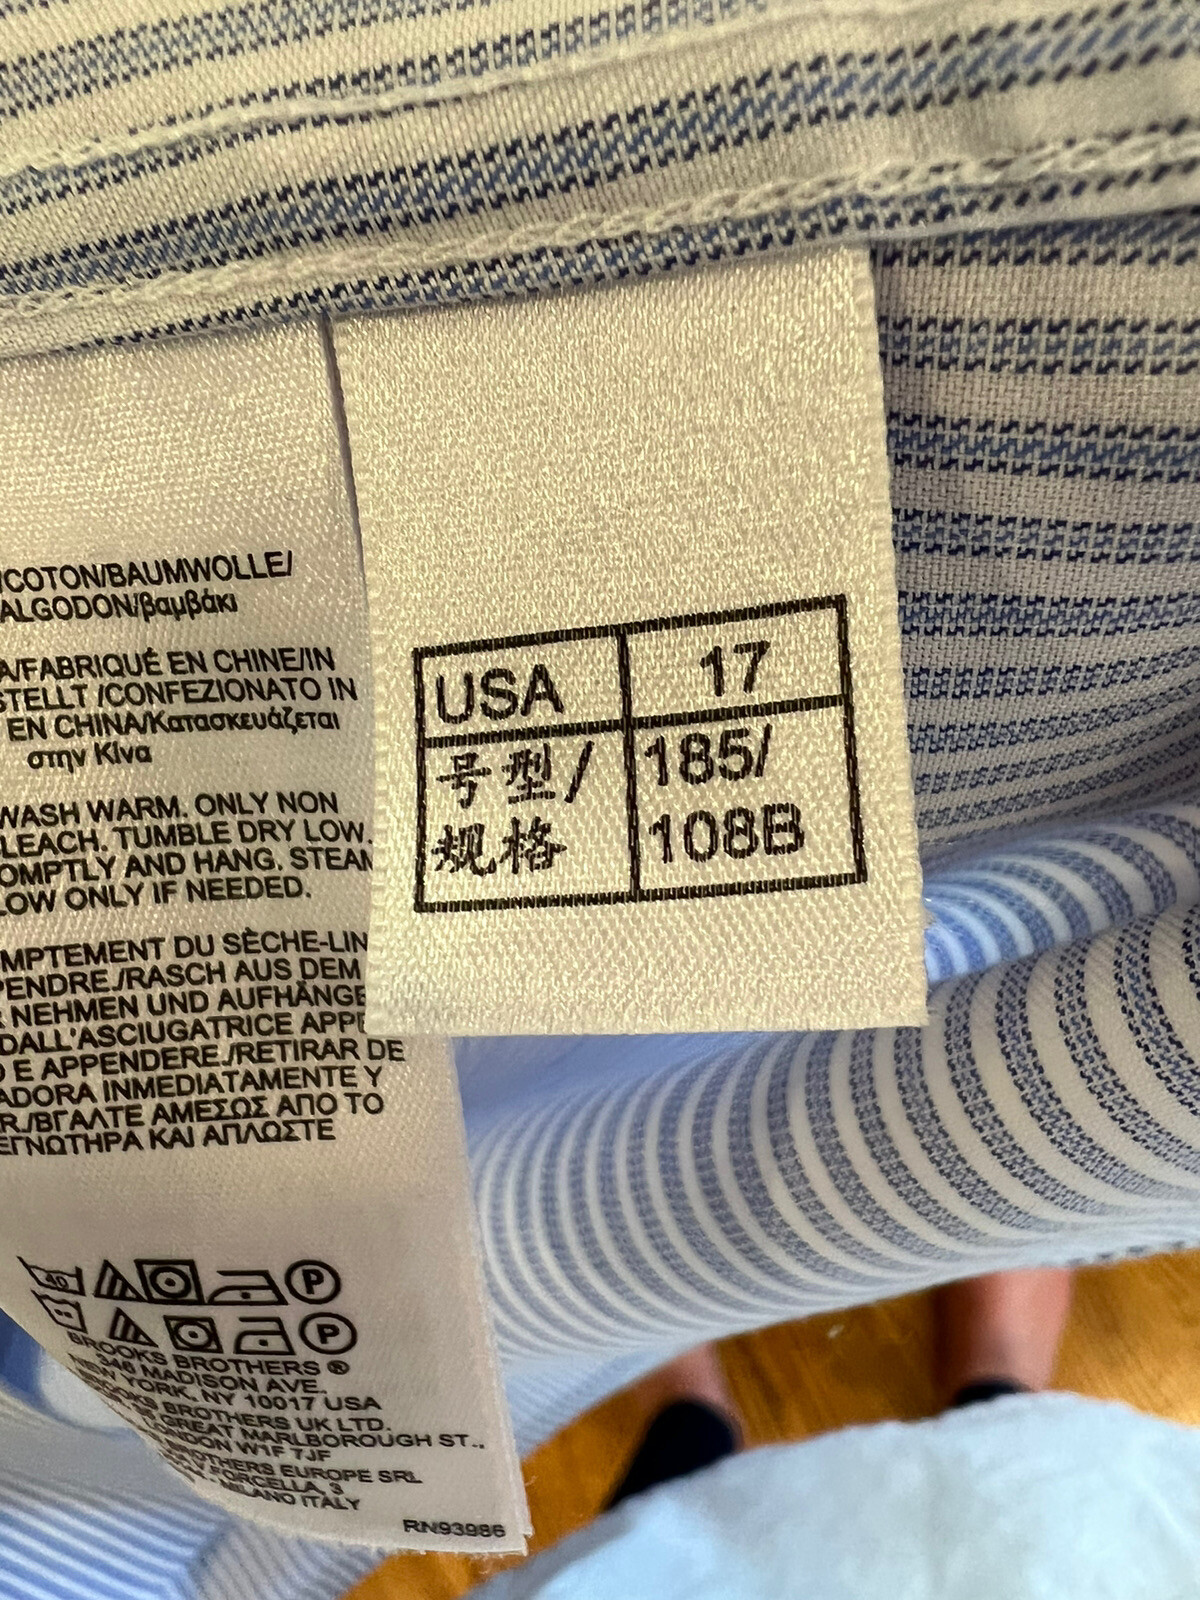 /COTON/BAUMWOLLE/
ALGODON/βαμβάκι
A/FABRIQUÉ EN CHINE/IN
STELLT /CONFEZIONATO IN
EN CHINA/Κατασκευάζεται
στην Κίνα
WASH WARM. ONLY NON
LEACH. TUMBLE DRY LOW.
OMPTLY AND HANG. STEAM
LOW ONLY IF NEEDED.
MPTEMENT DU SÈCHE-LIN
PENDRE./RASCH AUS DEM
NEHMEN UND AUFHÄNGE
DALL'ASCIUGATRICE APPE
O E APPENDERE./RETIRAR DE
ADORA INMEDIATAMENTE Y
R./ΒΓΑΛΤΕ ΑΜΕΣΩΣ ΑΠΟ ΤΟ
ΕΓΝΩΤΗΡΑ ΚΑΙ ΑΠΛΩΣΤΕ
40
P
P
BROOKS BROTHERS ®
346 MADISON AVE.
NEW YORK, NY 10017 USA
BROOKS BROTHERS UK LTD.
GREAT MARLBOROUGH ST.,
LONDON W1F 7JF
BROTHERS EUROPE SRL
FORCELLA, 3
MILANO ITALY
RN93986
USA 17
号型/ 185/
规格 108B